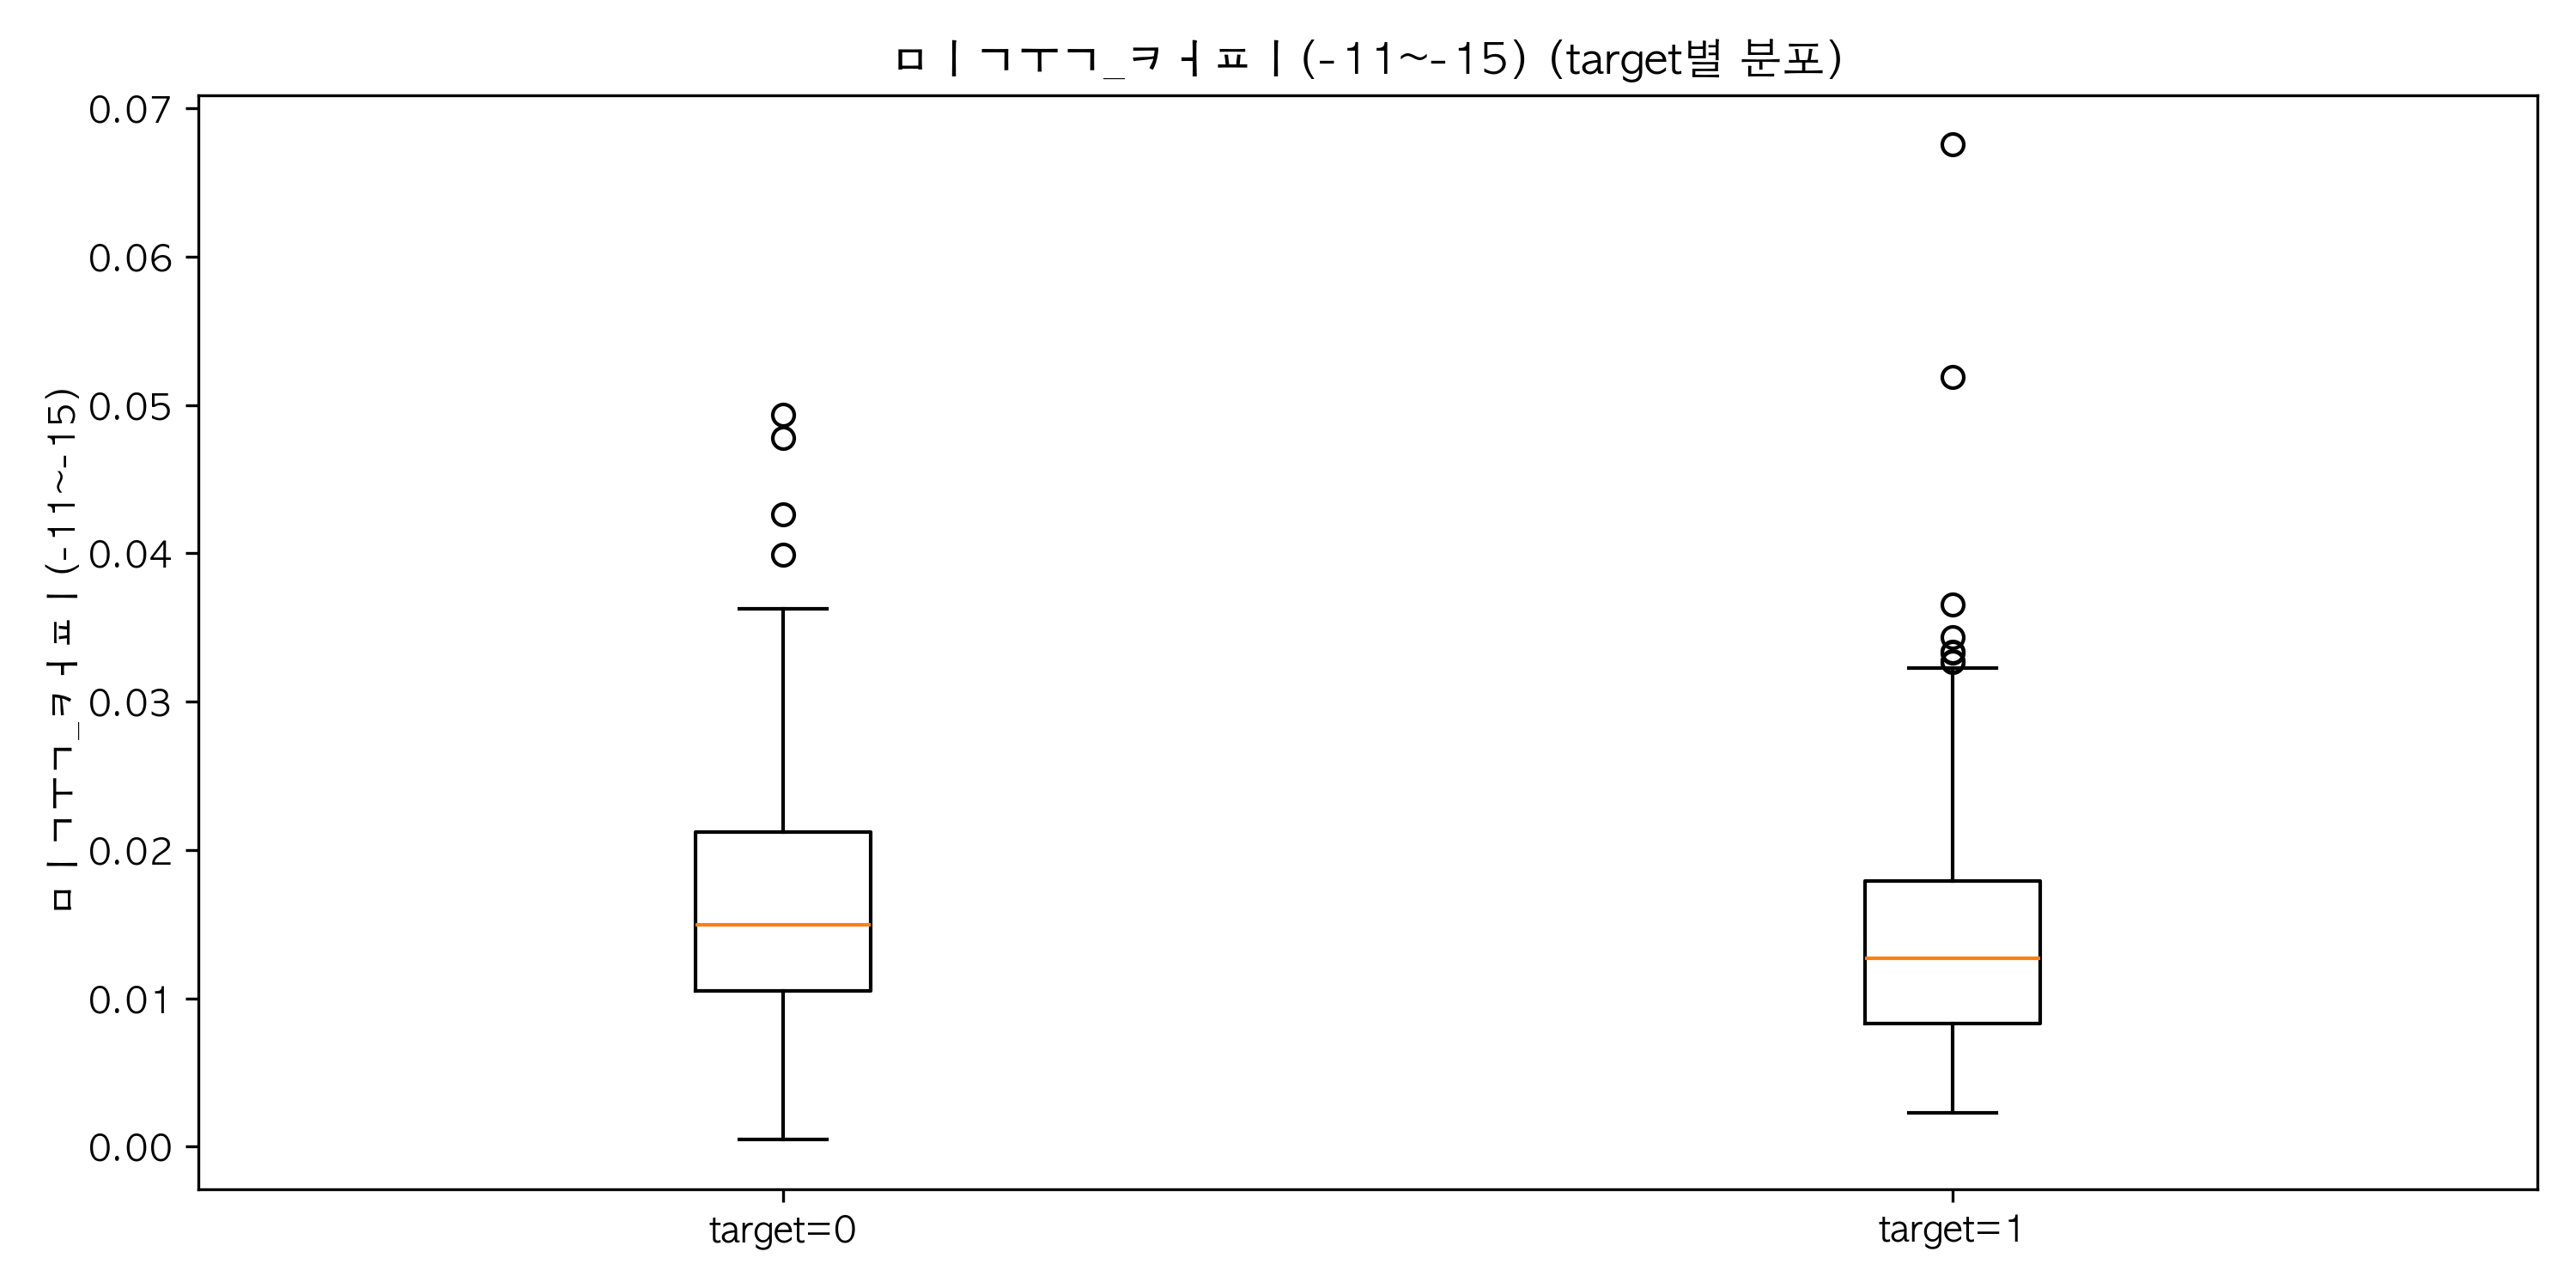 ㅁㅣㄱㅜㄱ_ㅋㅓㅍㅣ(-11~-15) (target별 분포)
ㅁㅣㄱㅜㄱ_ㅋㅓㅍㅣ(-11~-15)
0.07
0.06
0.05
0.04
0.03
0.02
0.01
0.00
target=0
target=1